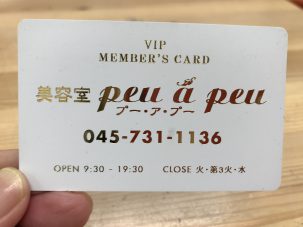 VIP
MEMBER'S CARD
美容室 peu à peu
プー・ア・プー
045-731-1136
OPEN 9:30 - 19:30 CLOSE 火・第3火・水